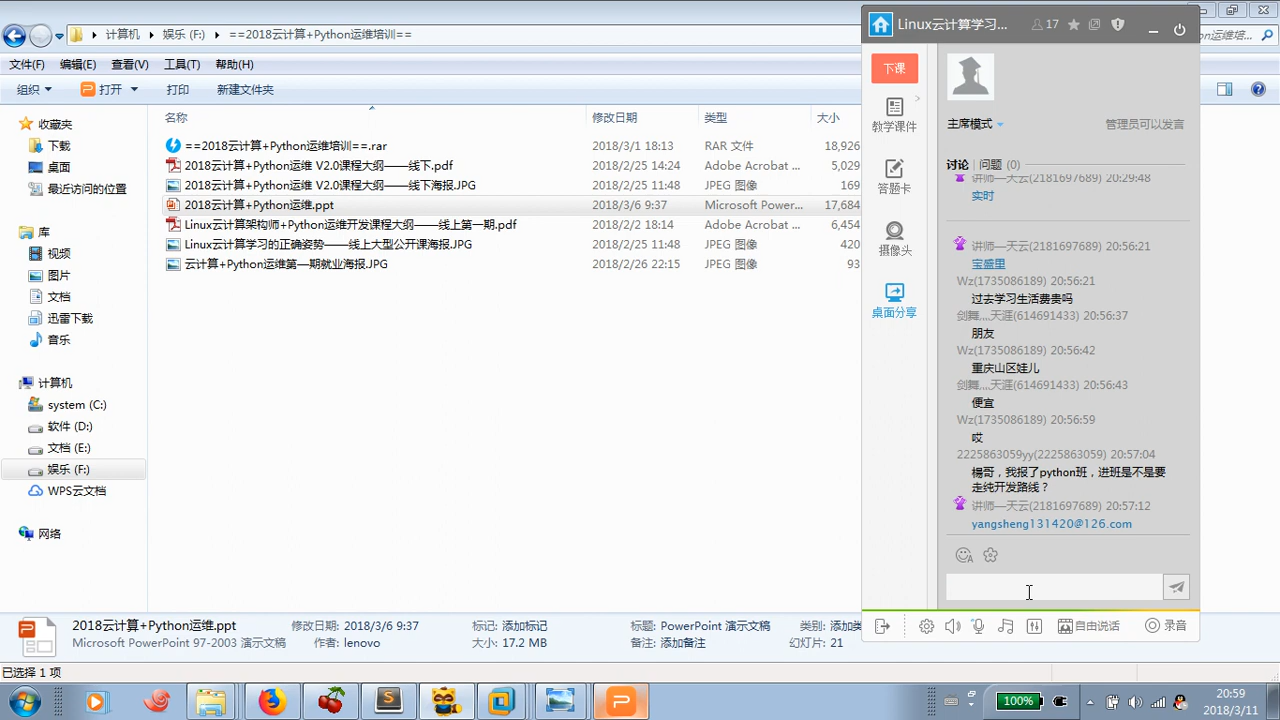 计算机 娱乐 (F:) ==2018云计算+Python运维培训==
文件(F) 编辑(E) 查看(V) 工具(T) 帮助(H)
组织 打开 打印 新建文件夹
收藏夹
下载
桌面
最近访问的位置
库
视频
图片
文档
迅雷下载
音乐
计算机
system (C:)
软件 (D:)
文档 (E:)
娱乐 (F:)
WPS云文档
网络
名称 修改日期 类型 大小
==2018云计算+Python运维培训==.rar 2018/3/1 18:13 RAR 文件 18,926
2018云计算+Python运维 V2.0课程大纲——线下.pdf 2018/2/25 14:24 Adobe Acrobat ... 5,029
2018云计算+Python运维 V2.0课程大纲——线下海报.JPG 2018/2/25 11:48 JPEG 图像 169
2018云计算+Python运维.ppt 2018/3/6 9:37 Microsoft Power... 17,684
Linux云计算架构师+Python运维开发课程大纲——线上第一期.pdf 2018/2/2 18:14 Adobe Acrobat ... 6,454
Linux云计算学习的正确姿势——线上大型公开课海报.JPG 2018/2/25 11:48 JPEG 图像 420
云计算+Python运维第一期就业海报.JPG 2018/2/26 22:15 JPEG 图像 93
2018云计算+Python运维.ppt 修改日期: 2018/3/6 9:37 标记: 添加标记 标题: PowerPoint 演示文稿 类别: 添加类
Microsoft PowerPoint 97-2003 演示文稿 作者: lenovo 大小: 17.2 MB 备注: 添加备注 幻灯片: 21
已选择 1 项
Linux云计算学习... 17
下课
教学课件
答题卡
摄像头
桌面分享
主席模式 管理员可以发言
讨论 问题 (0)
讲师—天云(2181697689) 20:29:48
实时
讲师—天云(2181697689) 20:56:21
宝盛里
Wz(1735086189) 20:56:21
过去学习生活费贵吗
剑舞....天涯(614691433) 20:56:37
朋友
Wz(1735086189) 20:56:42
重庆山区娃儿
剑舞....天涯(614691433) 20:56:43
便宜
Wz(1735086189) 20:56:59
哎
2225863059yy(2225863059) 20:57:04
楊哥，我报了python班，进班是不是要
走纯开发路线？
讲师—天云(2181697689) 20:57:12
yangsheng131420@126.com
自由说话 录音
100%
20:59
2018/3/11